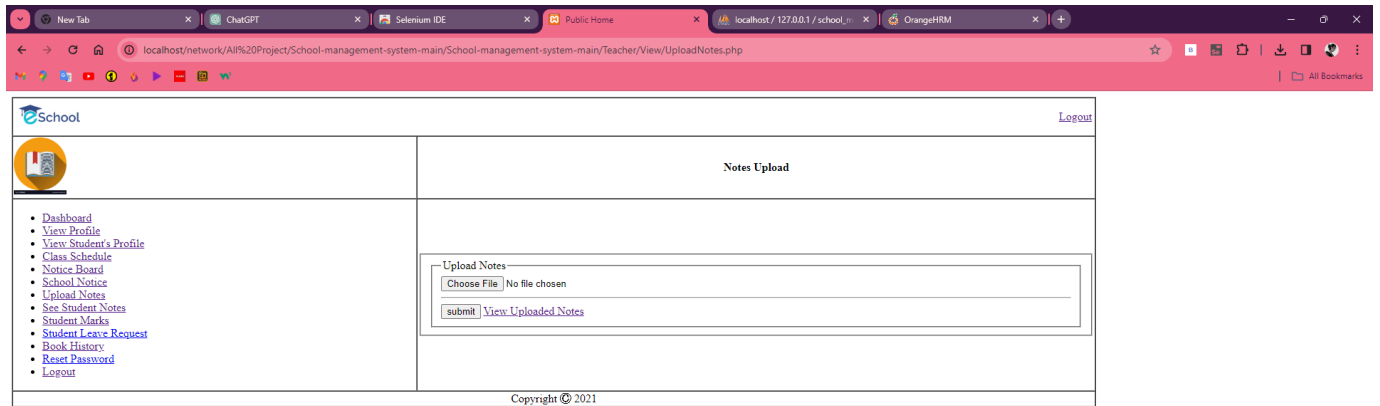 New Tab
ChatGPT
Selenium IDE
Public Home
localhost / 127.0.0.1 / school_m
OrangeHRM
localhost/network/All%20Project/School-management-system-main/School-management-system-main/Teacher/View/UploadNotes.php
All Bookmarks
eSchool
Logout
Notes Upload
Dashboard
View Profile
View Student's Profile
Class Schedule
Notice Board
School Notice
Upload Notes
See Student Notes
Student Marks
Student Leave Request
Book History
Reset Password
Logout
Upload Notes
Choose File No file chosen
submit View Uploaded Notes
Copyright © 2021